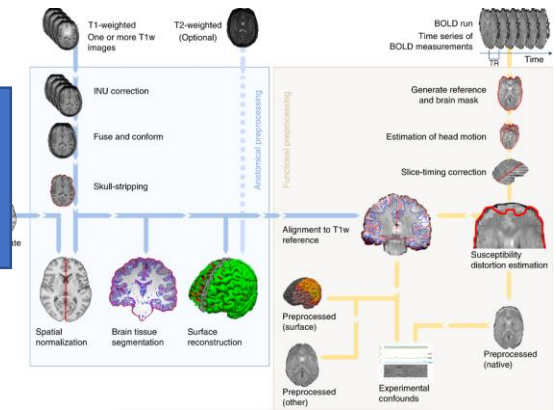 T1-weighted
One or more T1w
images
T2-weighted
(Optional)
BOLD run
Time series of
BOLD measurements
TR
Time
INU correction
Fuse and conform
Skull-stripping
Anatomical preprocessing
Functional preprocessing
Generate reference
and brain mask
Estimation of head motion
Slice-timing correction
Alignment to T1w
reference
Susceptibility
distortion estimation
Spatial
normalization
Brain tissue
segmentation
Surface
reconstruction
Preprocessed
(surface)
Preprocessed
(other)
Experimental
confounds
Preprocessed
(native)